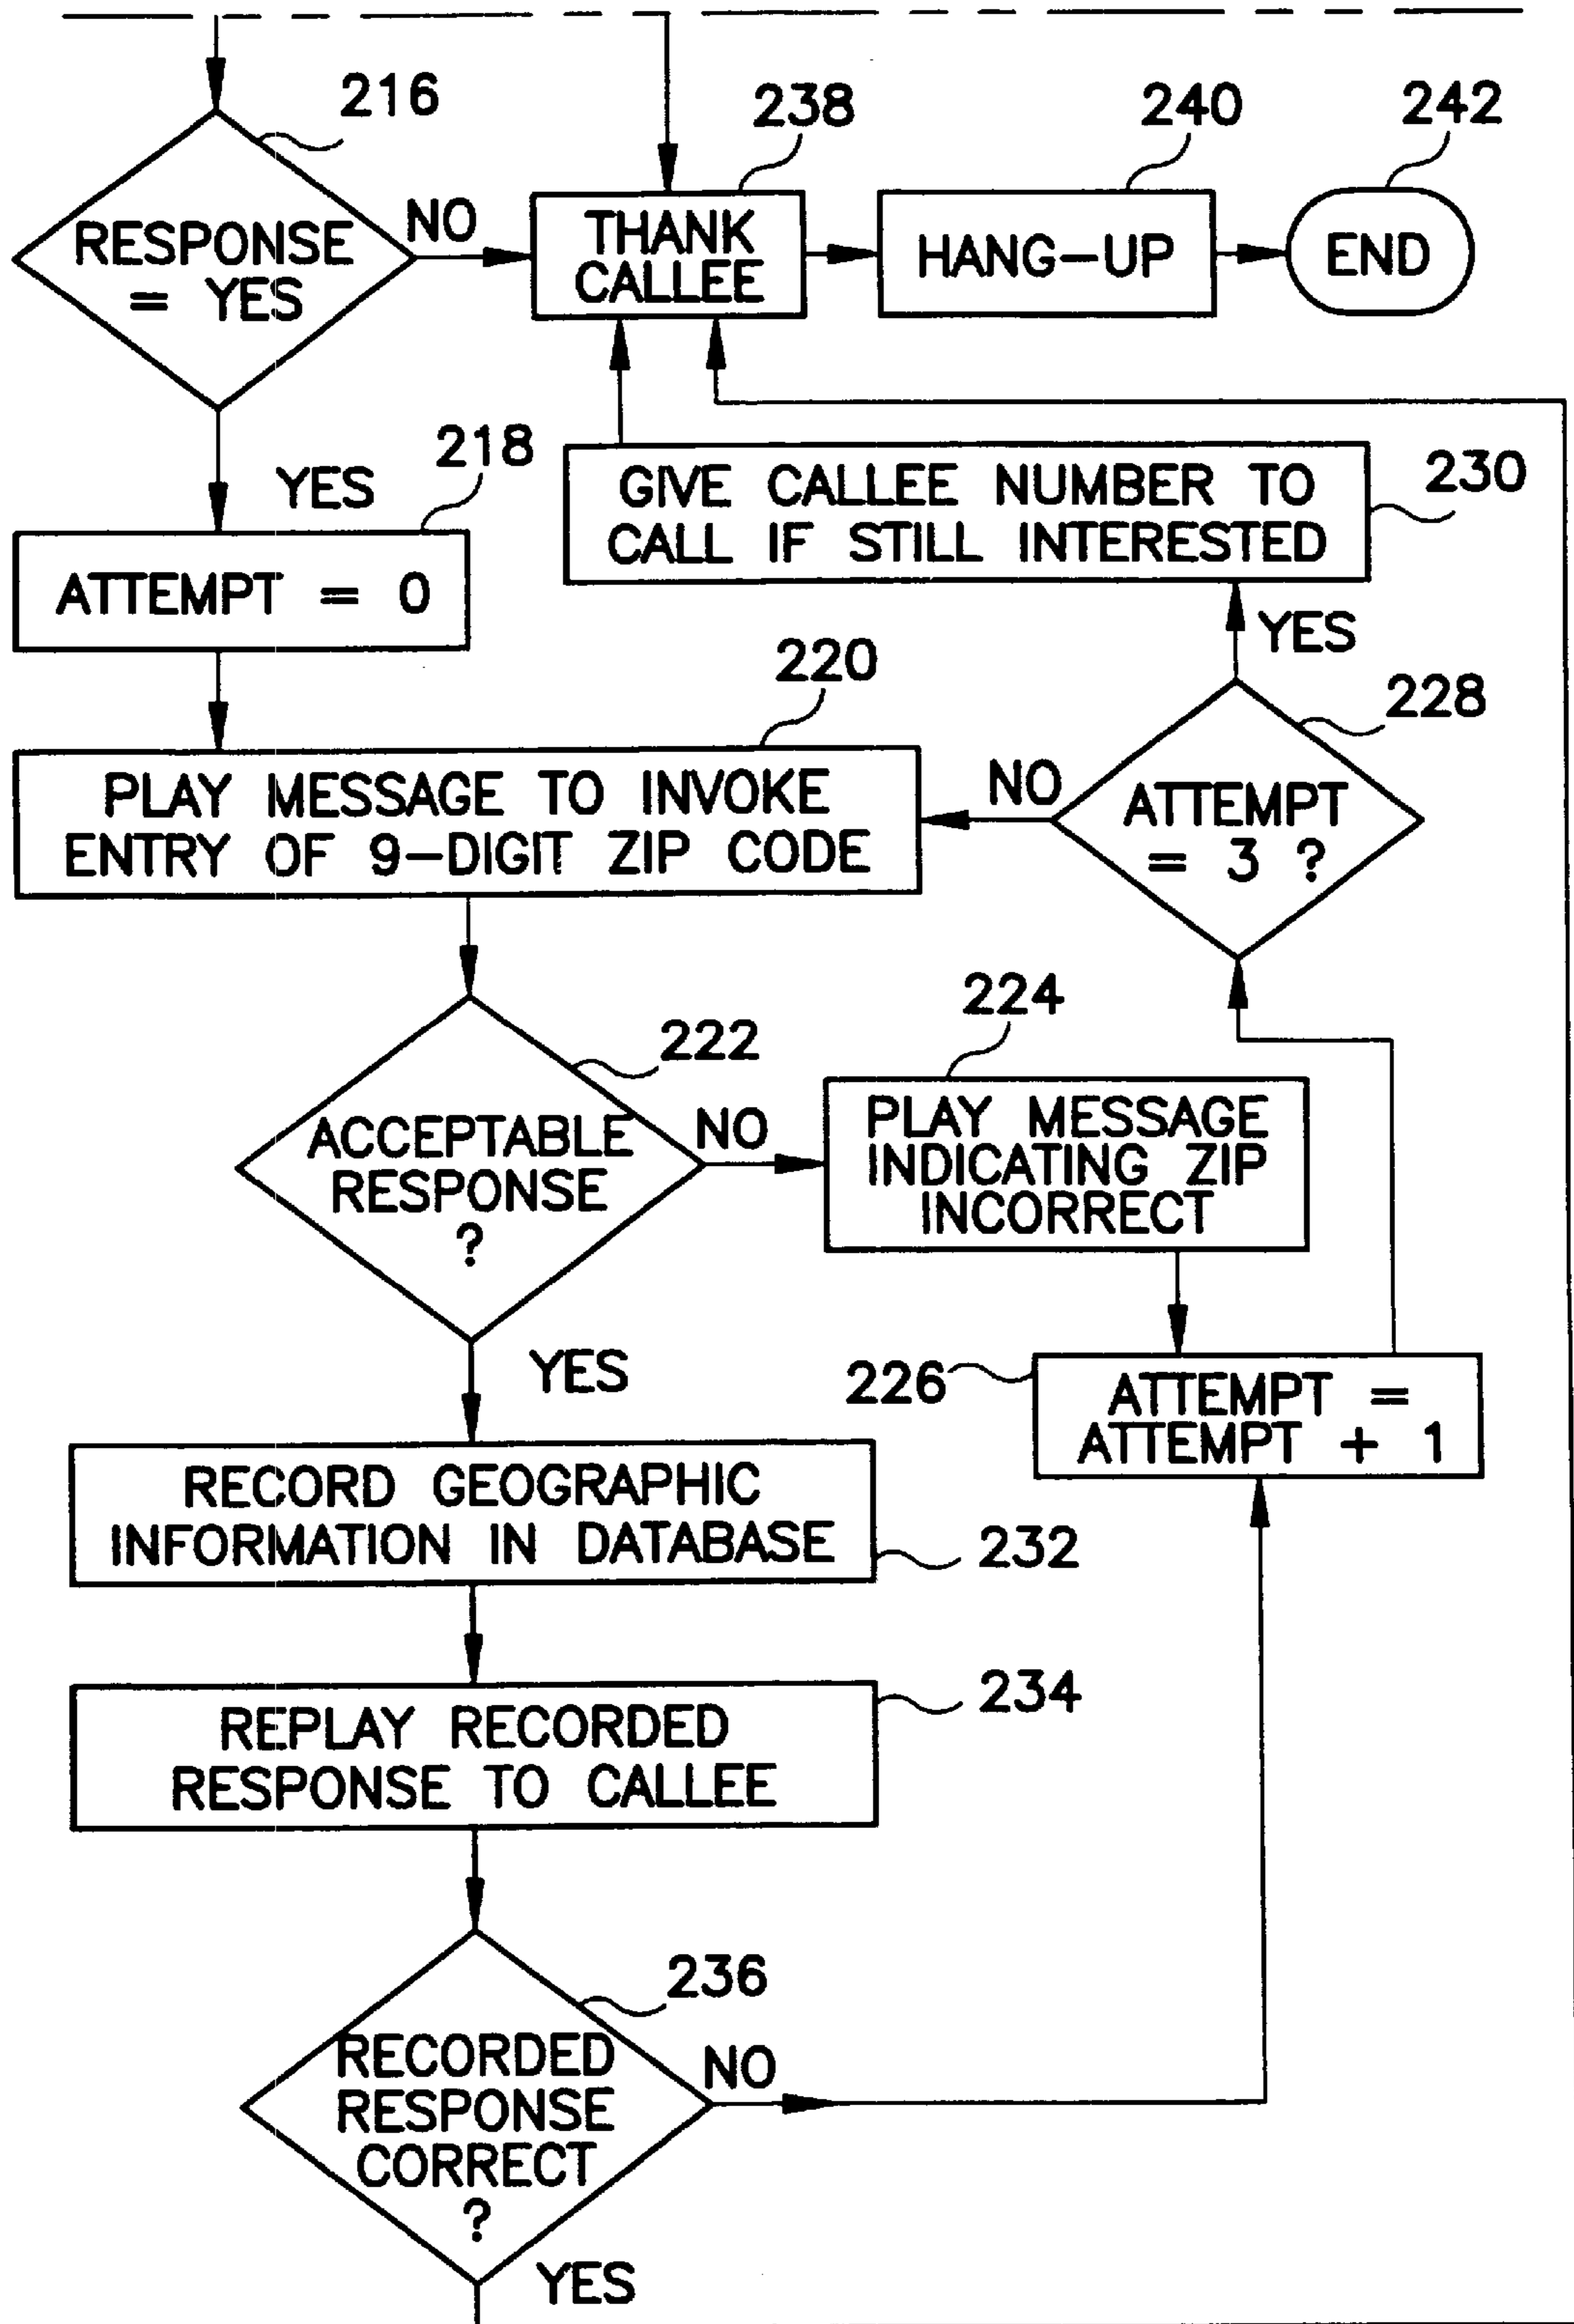 216
238
240
242
RESPONSE
= YES
NO
THANK
CALLEE
HANG-UP
END
YES
218
ATTEMPT = 0
GIVE CALLEE NUMBER TO
CALL IF STILL INTERESTED
230
YES
220
228
PLAY MESSAGE TO INVOKE
ENTRY OF 9-DIGIT ZIP CODE
NO
ATTEMPT
= 3 ?
222
224
ACCEPTABLE
RESPONSE
?
NO
PLAY MESSAGE
INDICATING ZIP
INCORRECT
YES
226
ATTEMPT =
ATTEMPT + 1
RECORD GEOGRAPHIC
INFORMATION IN DATABASE
232
234
REPLAY RECORDED
RESPONSE TO CALLEE
236
RECORDED
RESPONSE
CORRECT
?
NO
YES